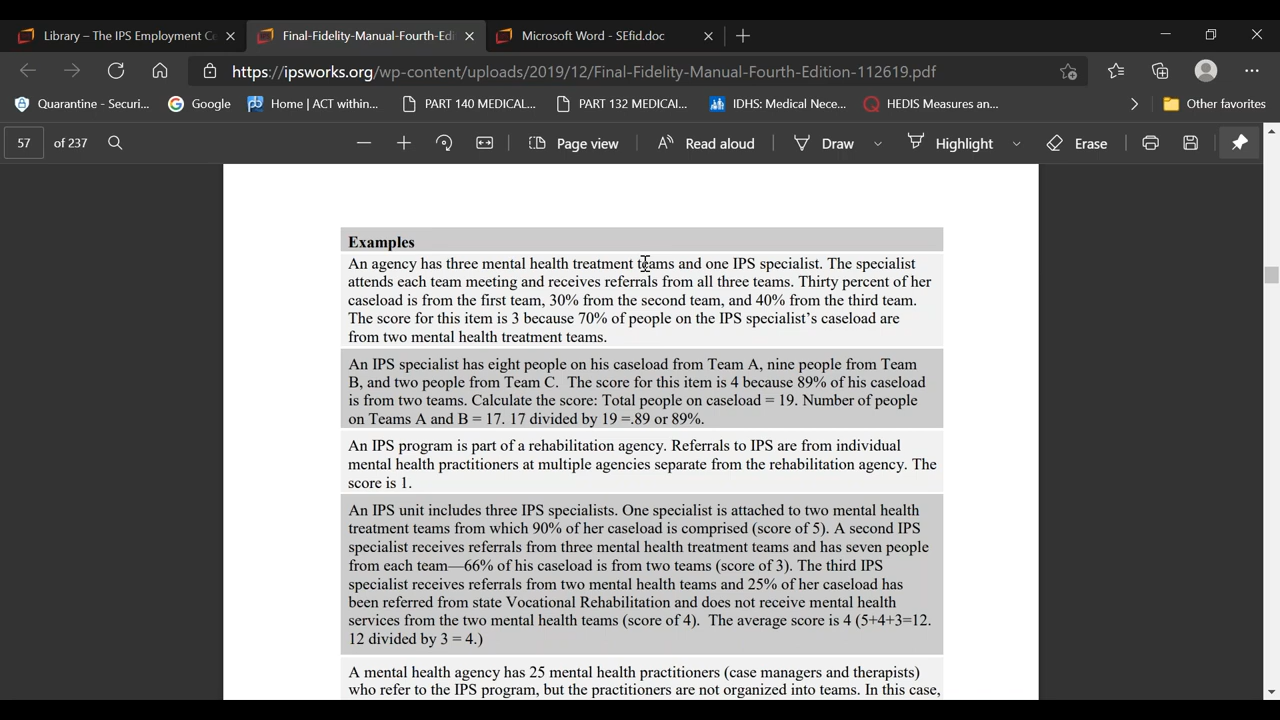 Library – The IPS Employment C
Final-Fidelity-Manual-Fourth-Edi
Microsoft Word - SEfid.doc
https://ipsworks.org/wp-content/uploads/2019/12/Final-Fidelity-Manual-Fourth-Edition-112619.pdf
Quarantine - Securi...
Google
Home | ACT within...
PART 140 MEDICAL...
PART 132 MEDICAI...
IDHS: Medical Nece...
HEDIS Measures an...
Other favorites
57 of 237
Page view
Read aloud
Draw
Highlight
Erase
Examples
An agency has three mental health treatment teams and one IPS specialist. The specialist
attends each team meeting and receives referrals from all three teams. Thirty percent of her
caseload is from the first team, 30% from the second team, and 40% from the third team.
The score for this item is 3 because 70% of people on the IPS specialist’s caseload are
from two mental health treatment teams.
An IPS specialist has eight people on his caseload from Team A, nine people from Team
B, and two people from Team C.  The score for this item is 4 because 89% of his caseload
is from two teams. Calculate the score: Total people on caseload = 19. Number of people
on Teams A and B = 17. 17 divided by 19 =.89 or 89%.
An IPS program is part of a rehabilitation agency. Referrals to IPS are from individual
mental health practitioners at multiple agencies separate from the rehabilitation agency. The
score is 1.
An IPS unit includes three IPS specialists. One specialist is attached to two mental health
treatment teams from which 90% of her caseload is comprised (score of 5). A second IPS
specialist receives referrals from three mental health treatment teams and has seven people
from each team—66% of his caseload is from two teams (score of 3). The third IPS
specialist receives referrals from two mental health teams and 25% of her caseload has
been referred from state Vocational Rehabilitation and does not receive mental health
services from the two mental health teams (score of 4).  The average score is 4 (5+4+3=12.
12 divided by 3 = 4.)
A mental health agency has 25 mental health practitioners (case managers and therapists)
who refer to the IPS program, but the practitioners are not organized into teams. In this case,